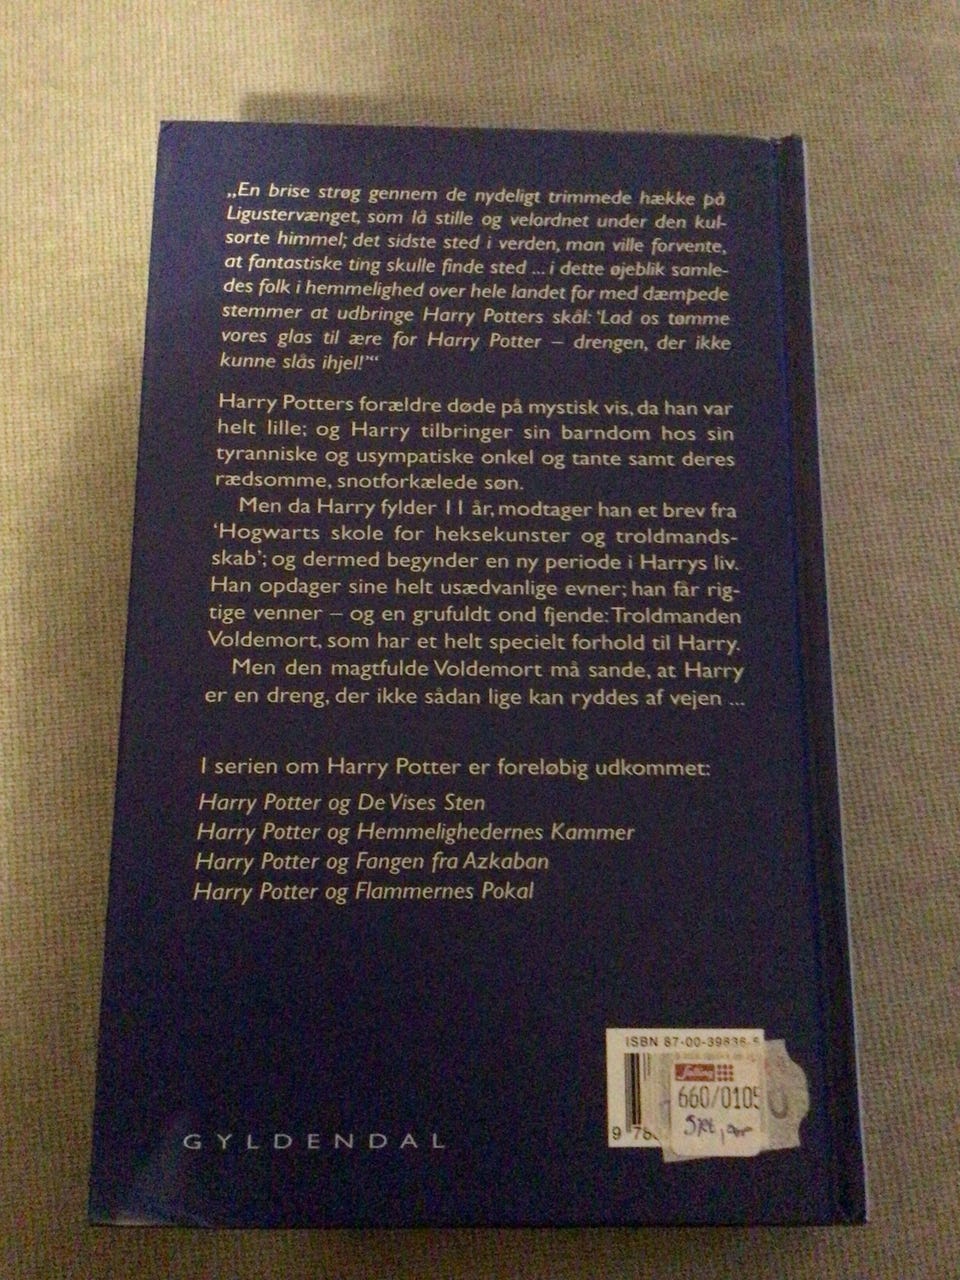 „En brise strøg gennem de nydeligt trimmede hække på
Ligustervænget, som lå stille og velordnet under den kul-
sorte himmel; det sidste sted i verden, man ville forvente,
at fantastiske ting skulle finde sted ... i dette øjeblik samle-
des folk i hemmelighed over hele landet for med dæmpede
stemmer at udbringe Harry Potters skål: ‘Lad os tømme
vores glas til ære for Harry Potter – drengen, der ikke
kunne slås ihjel!’“
Harry Potters forældre døde på mystisk vis, da han var
helt lille; og Harry tilbringer sin barndom hos sin
tyranniske og usympatiske onkel og tante samt deres
rædsomme, snotforkælede søn.
Men da Harry fylder 11 år, modtager han et brev fra
‘Hogwarts skole for heksekunster og troldmands-
skab’; og dermed begynder en ny periode i Harrys liv.
Han opdager sine helt usædvanlige evner; han får rig-
tige venner – og en grufuldt ond fjende: Troldmanden
Voldemort, som har et helt specielt forhold til Harry.
Men den magtfulde Voldemort må sande, at Harry
er en dreng, der ikke sådan lige kan ryddes af vejen ...
I serien om Harry Potter er foreløbig udkommet:
Harry Potter og De Vises Sten
Harry Potter og Hemmelighedernes Kammer
Harry Potter og Fangen fra Azkaban
Harry Potter og Flammernes Pokal
ISBN 87-00-39836-5
660/0105
9 78
GYLDENDAL